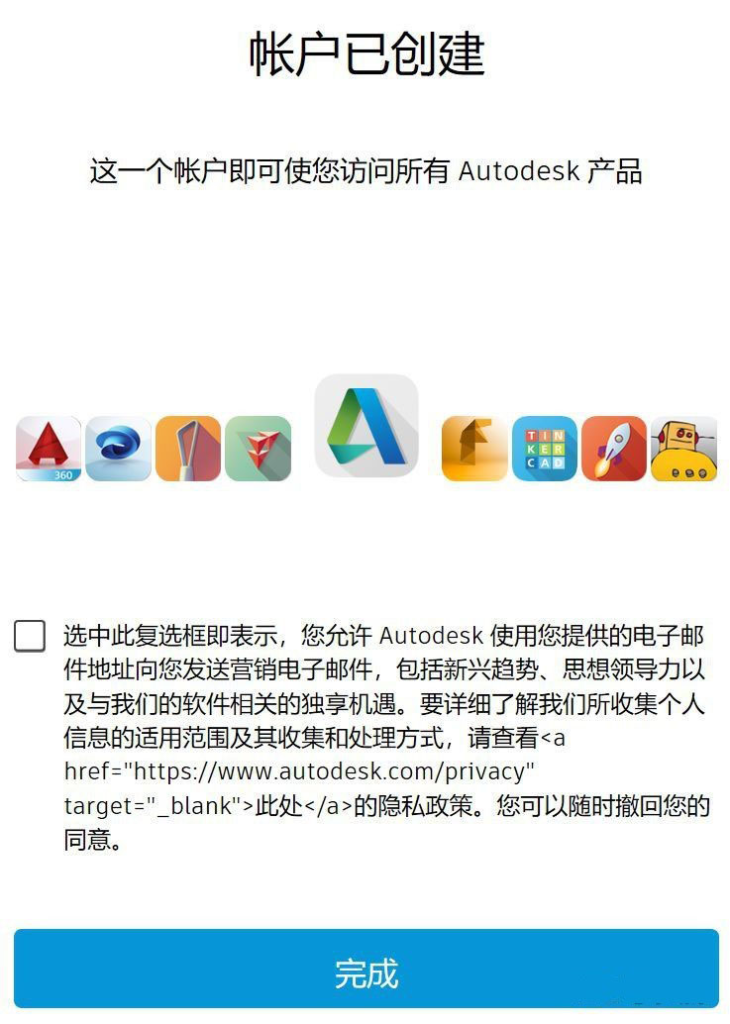 帐户已创建
这一个帐户即可使您访问所有 Autodesk 产品
360
TIN
KER
CAD
选中此复选框即表示，您允许 Autodesk 使用您提供的电子邮
件地址向您发送营销电子邮件，包括新兴趋势、思想领导力以
及与我们的软件相关的独享机遇。要详细了解我们所收集个人
信息的适用范围及其收集和处理方式，请查看<a
href="https://www.autodesk.com/privacy"
target="_blank">此处</a>的隐私政策。您可以随时撤回您的
同意。
完成